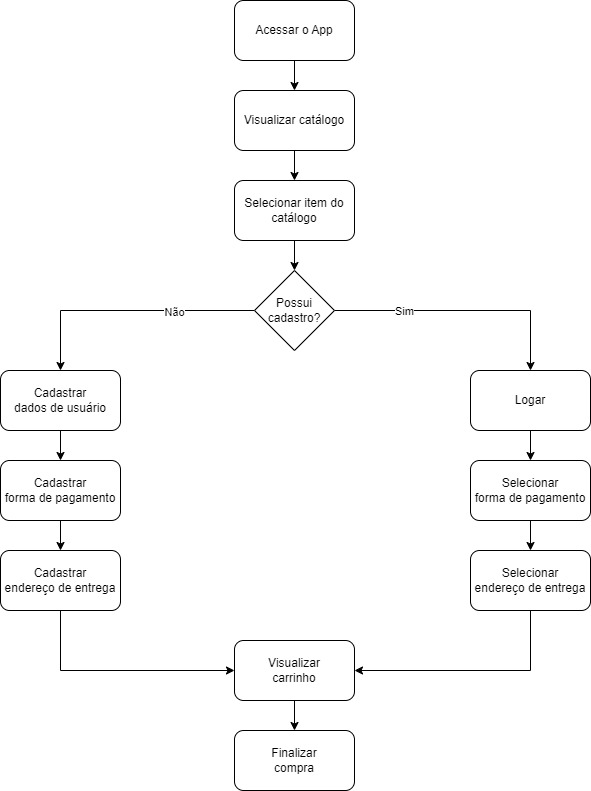 Acessar o App
Visualizar catálogo
Selecionar item do
catálogo
Possui
cadastro?
Não
Sim
Cadastrar
dados de usuário
Logar
Cadastrar
forma de pagamento
Selecionar
forma de pagamento
Cadastrar
endereço de entrega
Selecionar
endereço de entrega
Visualizar
carrinho
Finalizar
compra